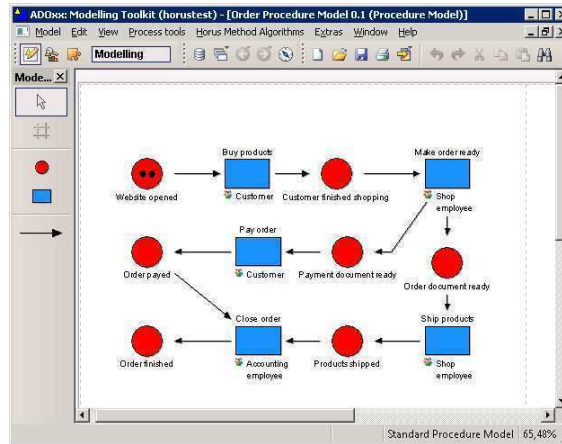 ADOxx: Modelling Toolkit (horustest) - [Order Procedure Model 0.1 (Procedure Model)]
Model Edit View Process tools Horus Method Algorithms Extras Window Help
Modelling
Mode...
Buy products
Make order ready
Website opened
Customer
Customer finished shopping
Shop
employee
Pay order
Order payed
Customer
Payment document ready
Order document ready
Close order
Ship products
Order finished
Accounting
employee
Products shipped
Shop
employee
Standard Procedure Model 65,48%